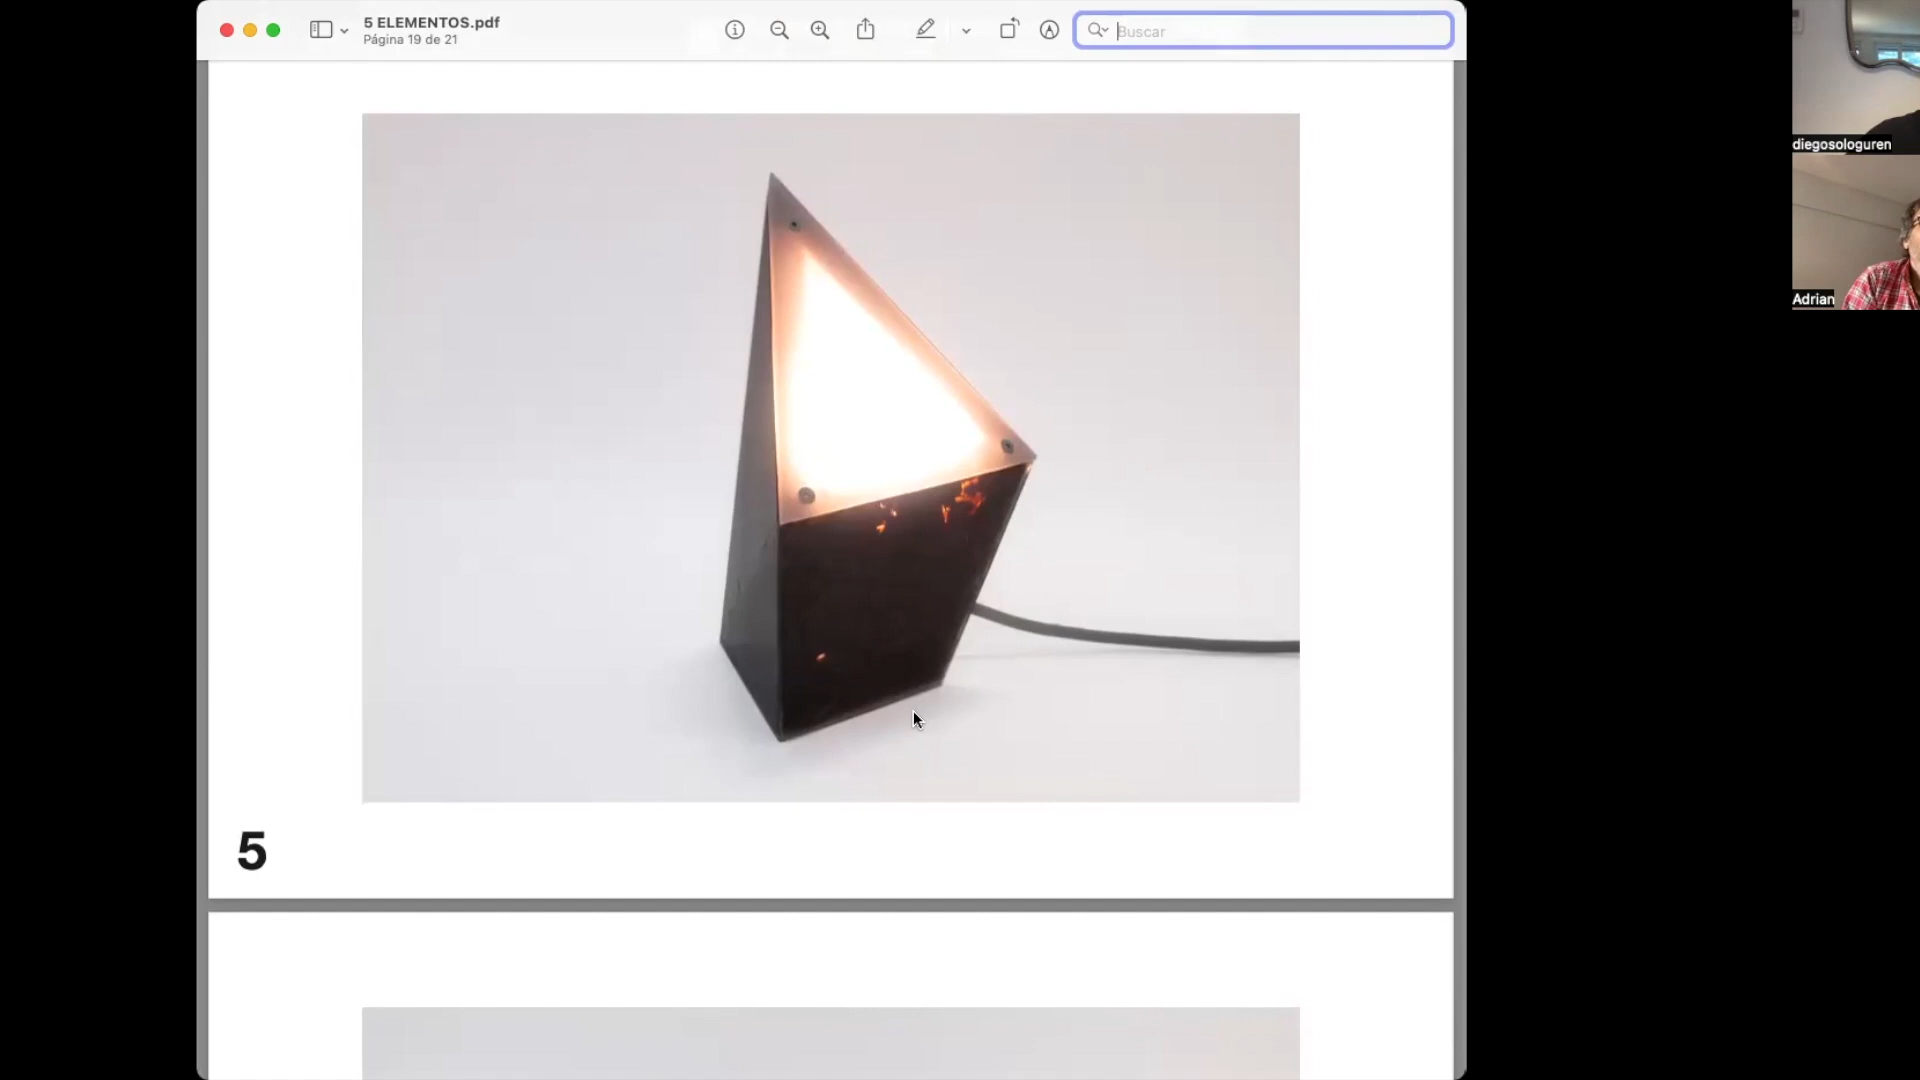 5 ELEMENTOS.pdf
Página 19 de 21
Buscar
diegosologuren
Adrian
5